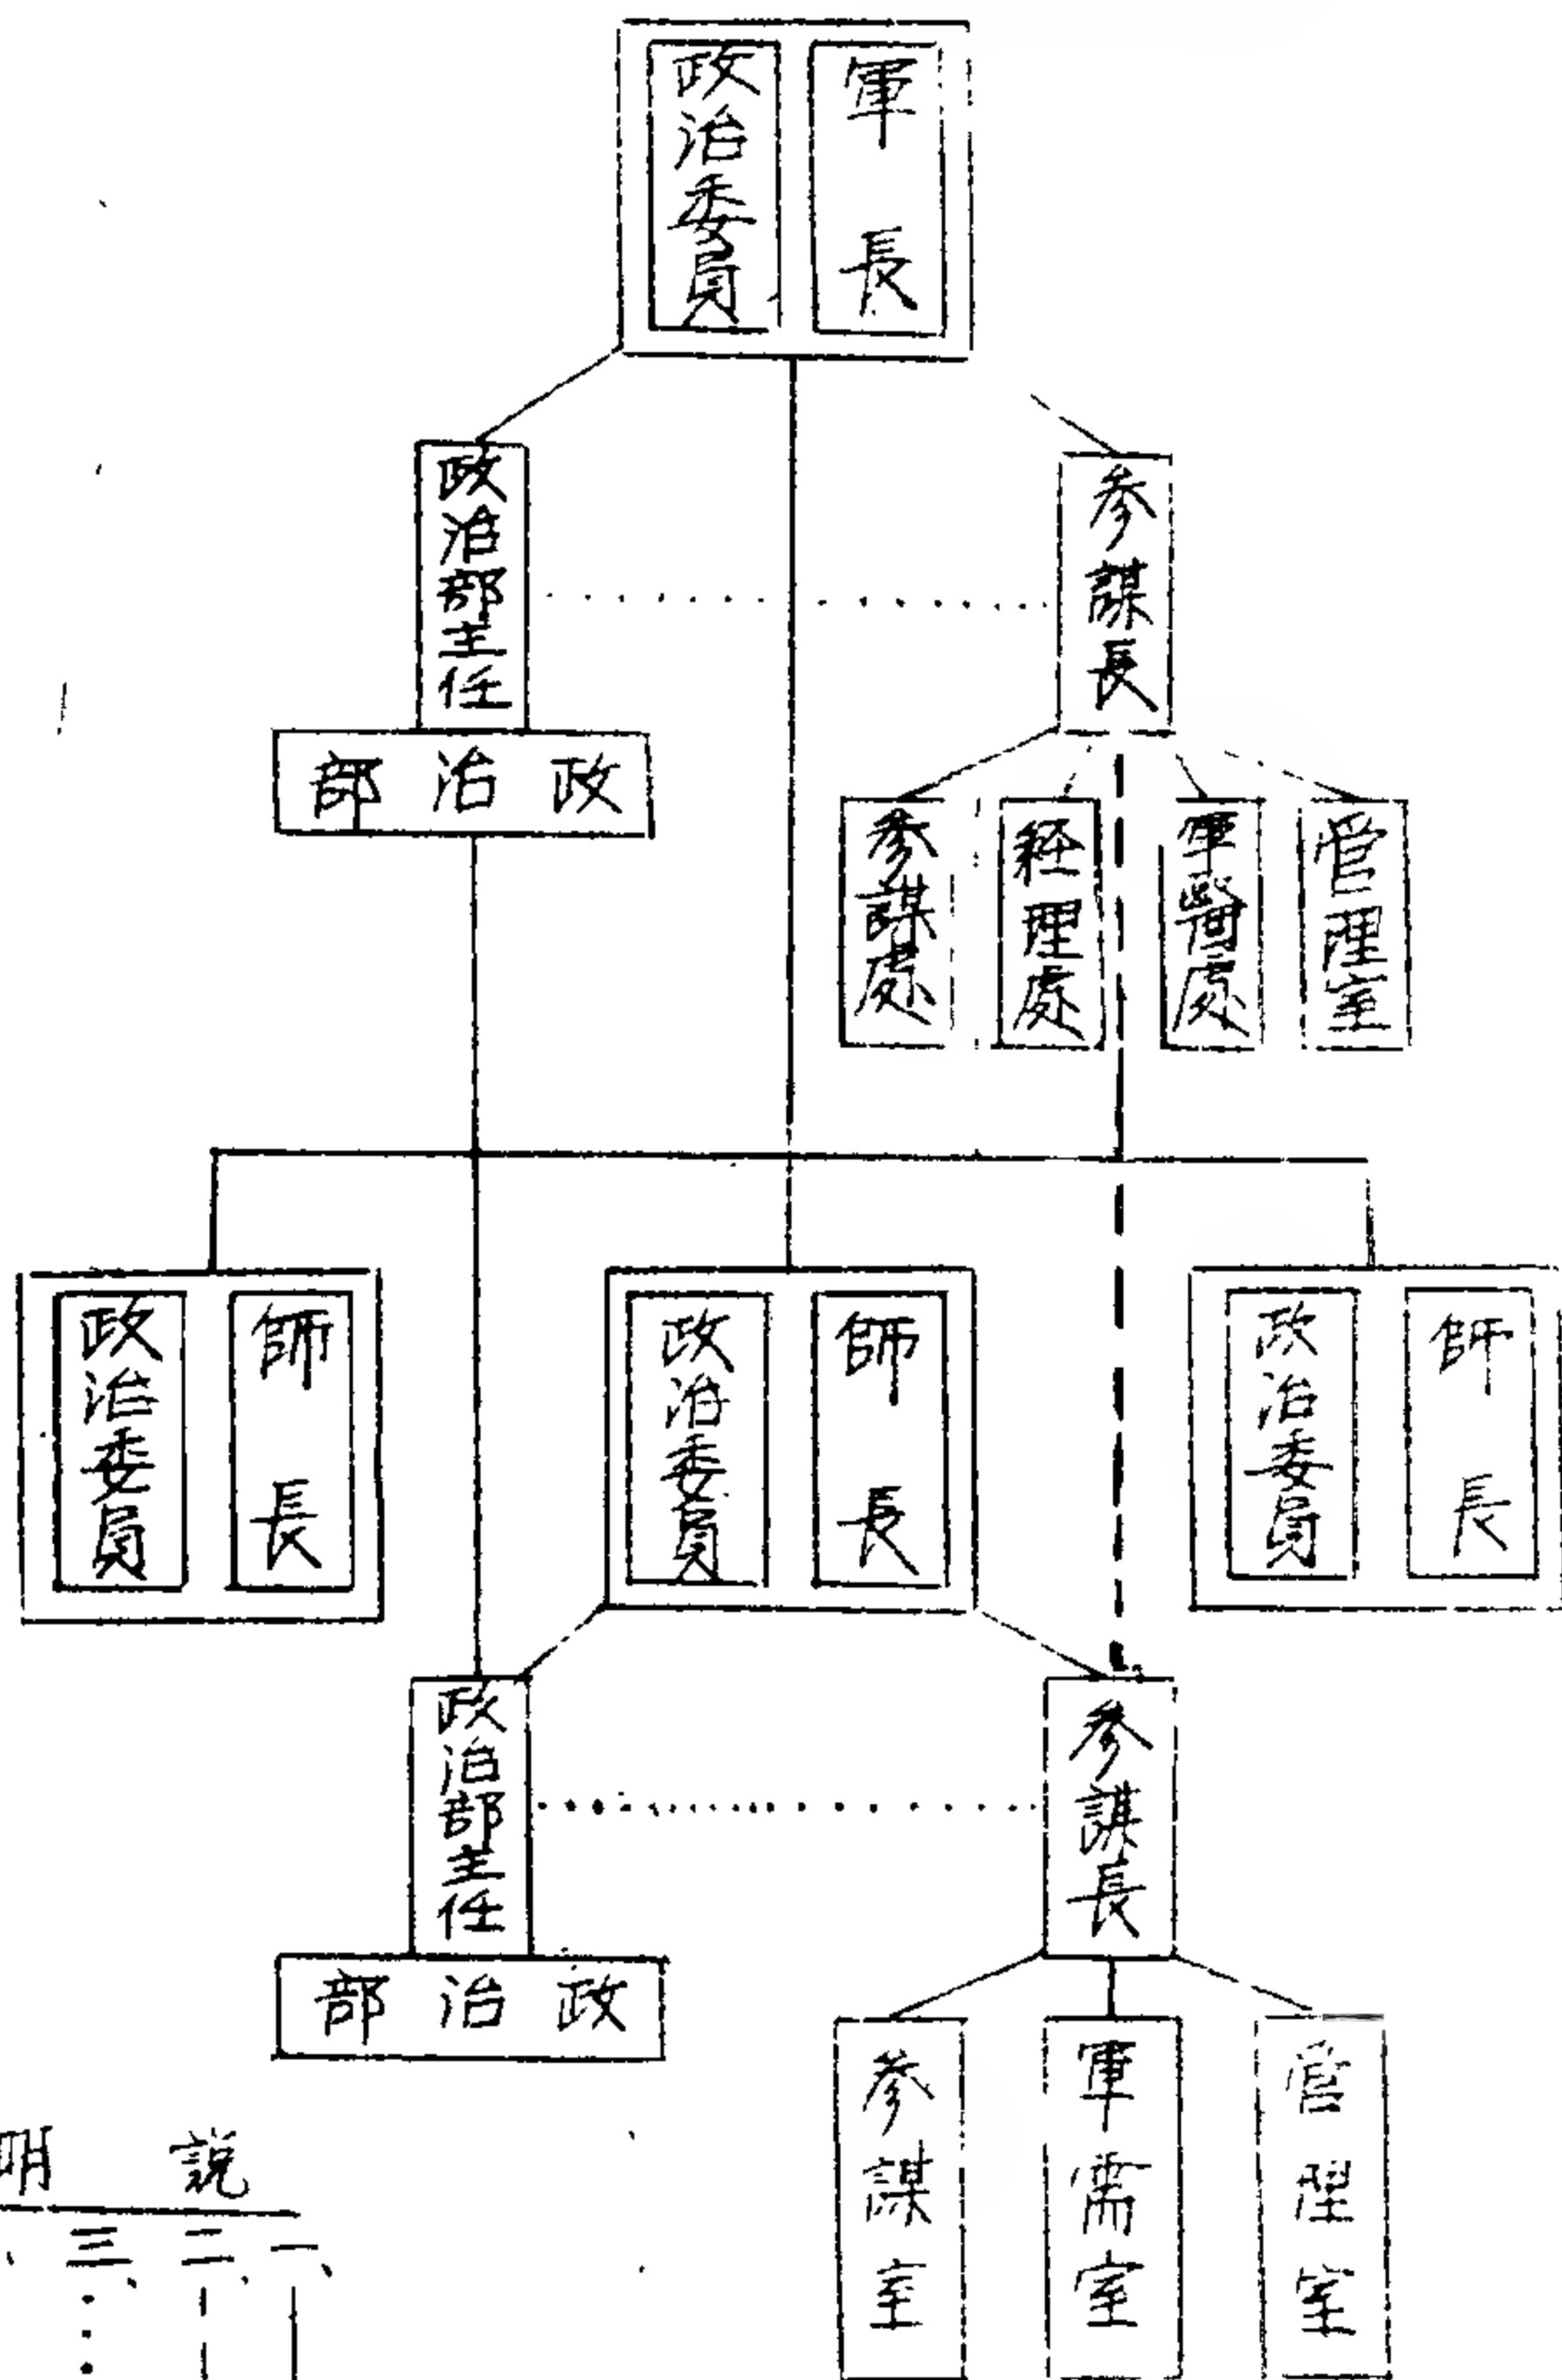 軍長
政治委員
參謀長
政治部主任
政治部
管理室
軍醫處
経理處
參謀處
師長
政治委員
師長
政治委員
師長
政治委員
參謀長
政治部主任
政治部
管理室
軍需室
參謀室
說明
一、
二、
三、